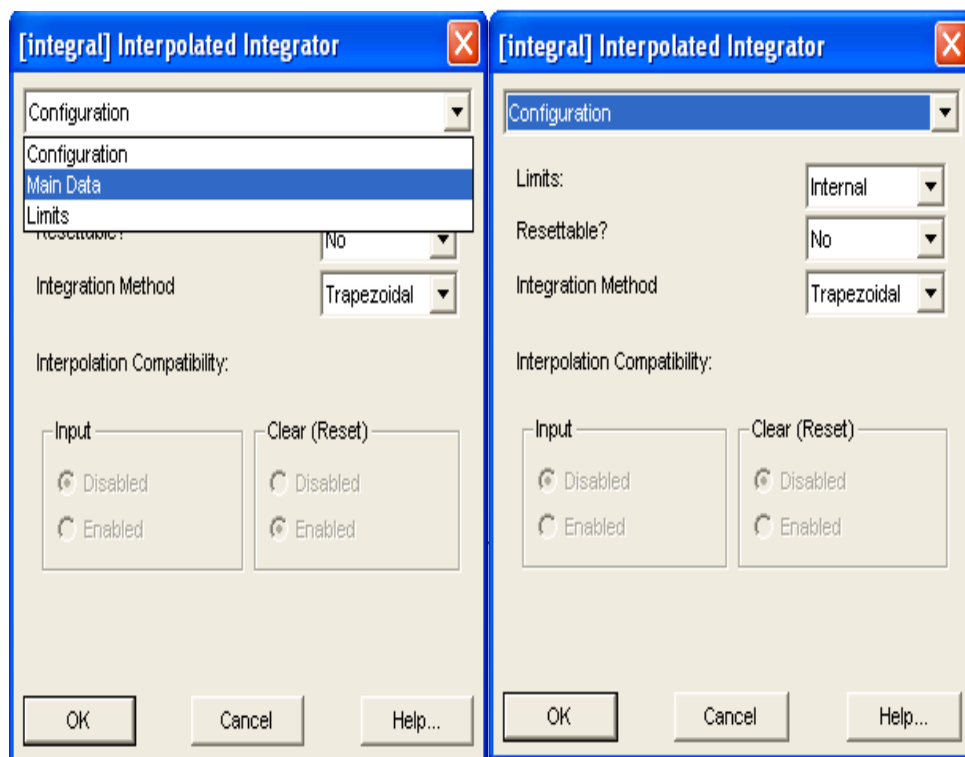 [integral] Interpolated Integrator
Configuration
Configuration
Main Data
Limits
Resettable?
No
Integration Method
Trapezoidal
Interpolation Compatibility:
Input
Clear (Reset)
Disabled
Disabled
Enabled
Enabled
OK
Cancel
Help...
[integral] Interpolated Integrator
Configuration
Limits:
Internal
Resettable?
No
Integration Method
Trapezoidal
Interpolation Compatibility:
Input
Clear (Reset)
Disabled
Disabled
Enabled
Enabled
OK
Cancel
Help...